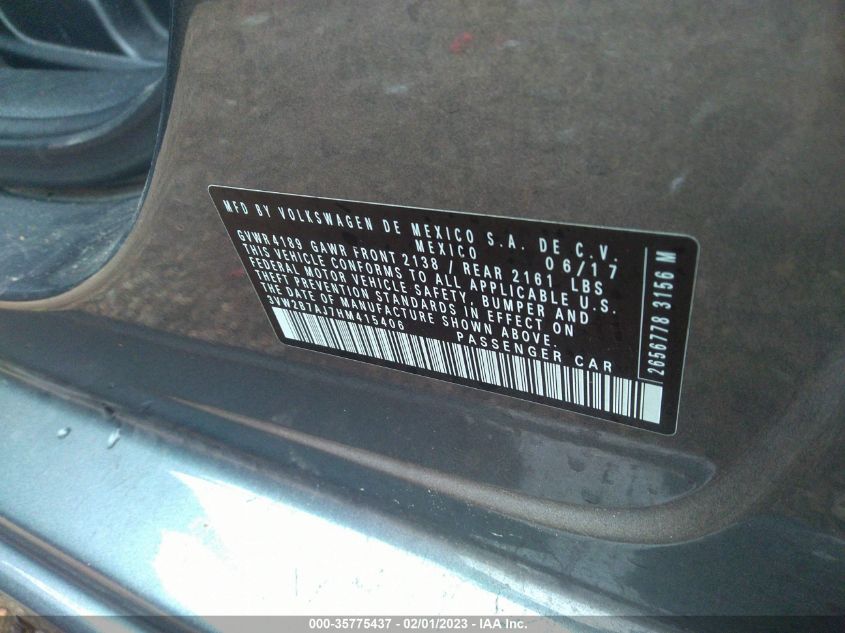 MFD BY VOLKSWAGEN DE MEXICO S.A. DE C.V.
MEXICO 06/17
GVWR 4189 GAWR FRONT 2138 / REAR 2161 LBS
THIS VEHICLE CONFORMS TO ALL APPLICABLE U.S.
FEDERAL MOTOR VEHICLE SAFETY, BUMPER AND
THEFT PREVENTION STANDARDS IN EFFECT ON
THE DATE OF MANUFACTURE SHOWN ABOVE.
3VW267AJ7HM415406
PASSENGER CAR
2656778 3156 M
000-35775437 - 02/01/2023 - IAA Inc.